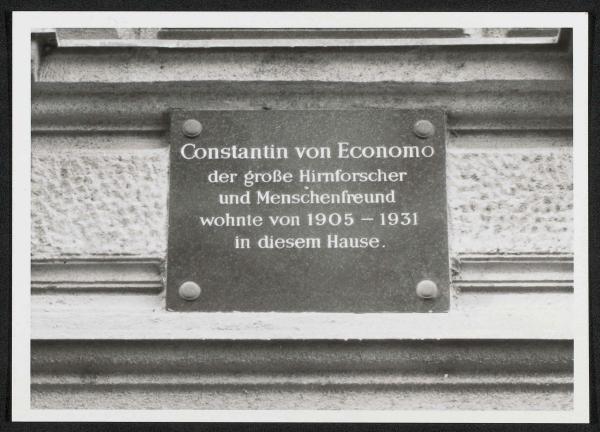 Constantin von Economo
der große Hirnforscher
und Menschenfreund
wohnte von 1905 – 1931
in diesem Hause.